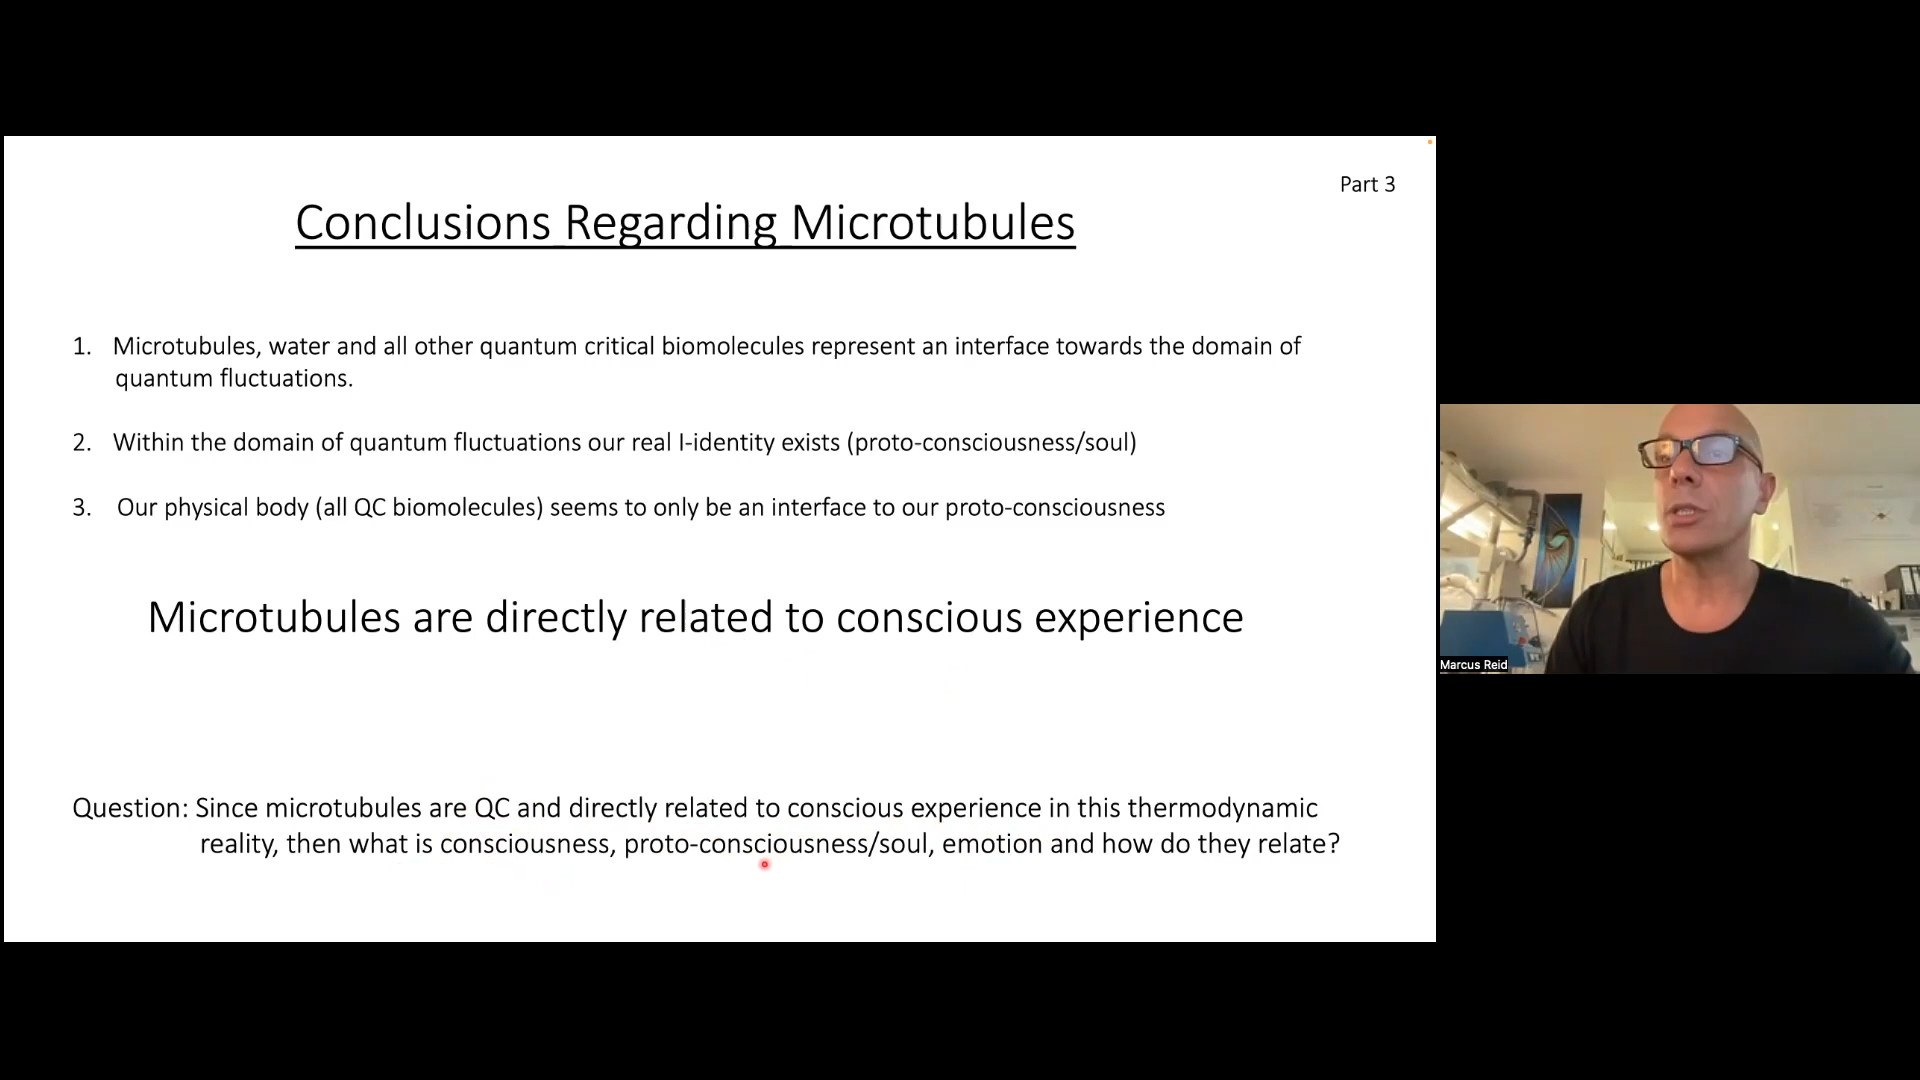 Part 3
Conclusions Regarding Microtubules
1. Microtubules, water and all other quantum critical biomolecules represent an interface towards the domain of
quantum fluctuations.
2. Within the domain of quantum fluctuations our real I-identity exists (proto-consciousness/soul)
3. Our physical body (all QC biomolecules) seems to only be an interface to our proto-consciousness
Microtubules are directly related to conscious experience
Question: Since microtubules are QC and directly related to conscious experience in this thermodynamic
reality, then what is consciousness, proto-consciousness/soul, emotion and how do they relate?
Marcus Reid